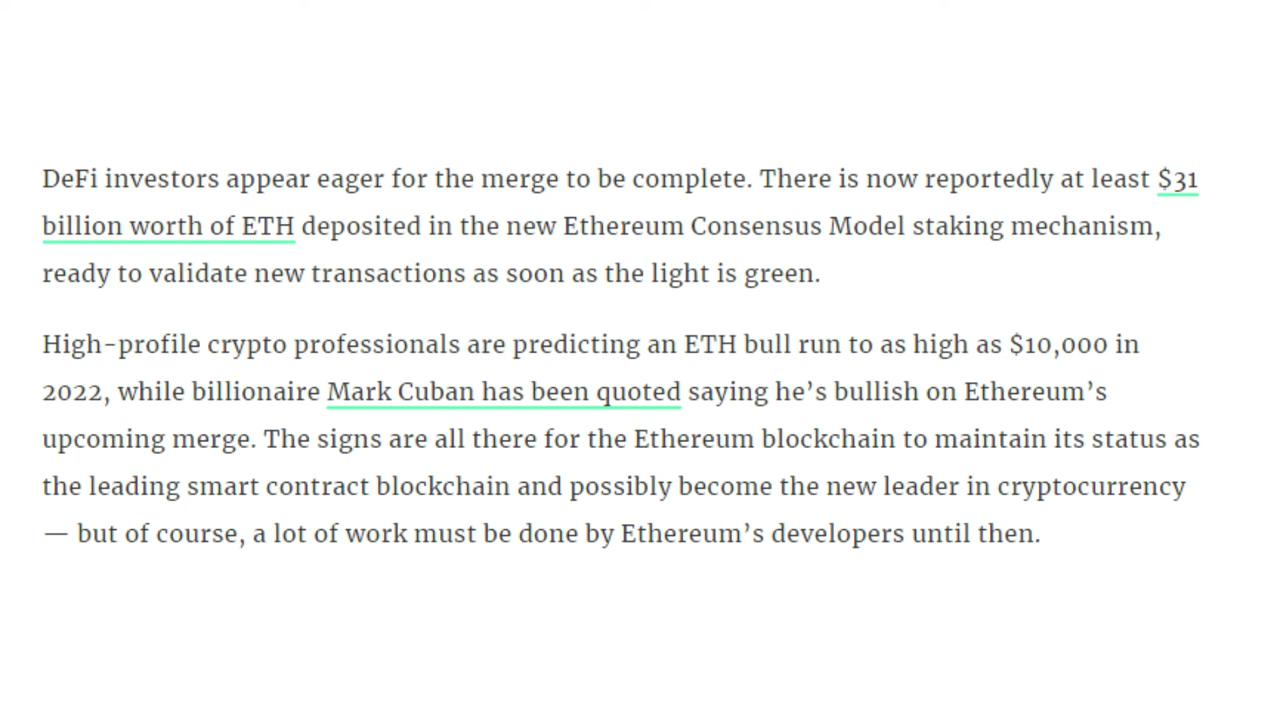 DeFi investors appear eager for the merge to be complete. There is now reportedly at least $31
billion worth of ETH deposited in the new Ethereum Consensus Model staking mechanism,
ready to validate new transactions as soon as the light is green.
High-profile crypto professionals are predicting an ETH bull run to as high as $10,000 in
2022, while billionaire Mark Cuban has been quoted saying he’s bullish on Ethereum’s
upcoming merge. The signs are all there for the Ethereum blockchain to maintain its status as
the leading smart contract blockchain and possibly become the new leader in cryptocurrency
— but of course, a lot of work must be done by Ethereum’s developers until then.